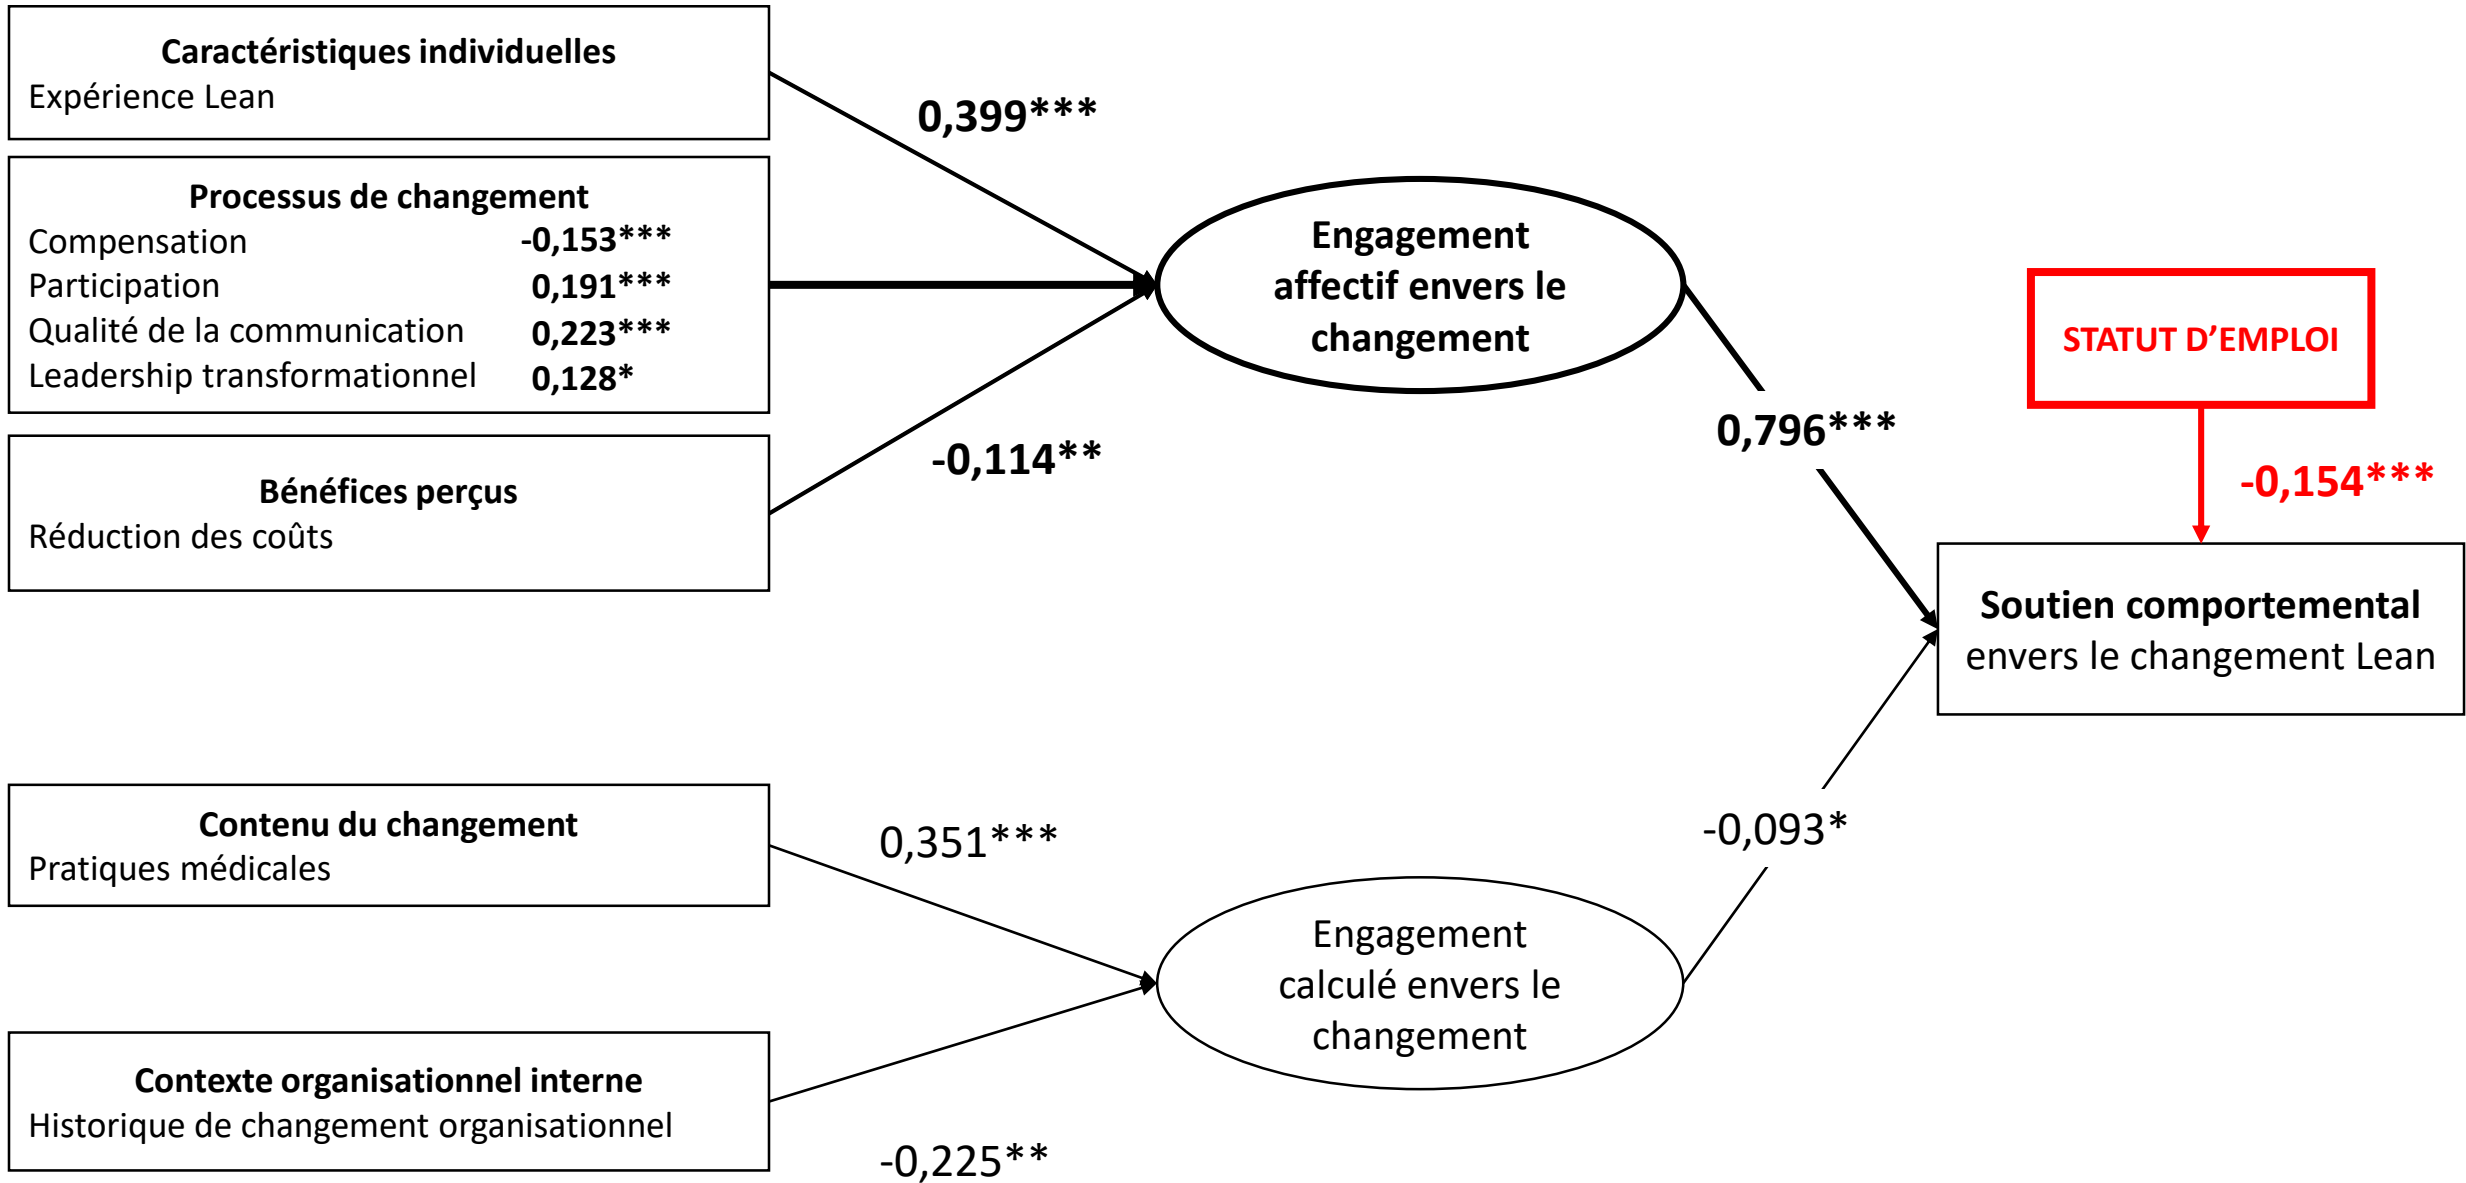 Caractéristiques individuelles
Expérience Lean
0,399***
Processus de changement
Compensation -0,153***
Participation 0,191***
Qualité de la communication 0,223***
Leadership transformationnel 0,128*
Bénéfices perçus
Réduction des coûts
-0,114**
Engagement
affectif envers le
changement
0,796***
STATUT D’EMPLOI
-0,154***
Soutien comportemental
envers le changement Lean
Contenu du changement
Pratiques médicales
0,351***
-0,093*
Engagement
calculé envers le
changement
Contexte organisationnel interne
Historique de changement organisationnel
-0,225**